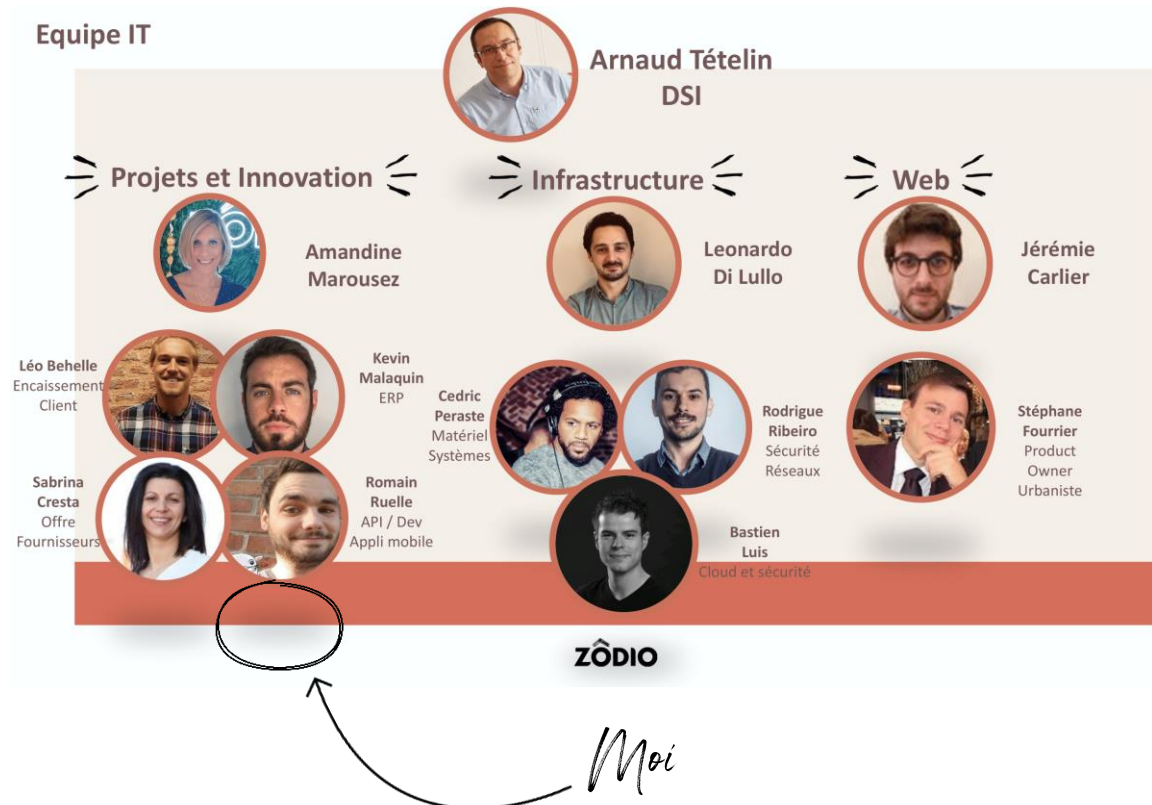 Equipe IT
Arnaud Tételin
DSI
Projets et Innovation
Infrastructure
Web
Amandine
Marousez
Leonardo
Di Lullo
Jérémie
Carlier
Léo Behelle
Encaissement
Client
Kevin
Malaquin
ERP
Sabrina
Cresta
Offre
Fournisseurs
Romain
Ruelle
API / Dev
Appli mobile
Cedric
Peraste
Matériel
Systèmes
Rodrigue
Ribeiro
Sécurité
Réseaux
Bastien
Luis
Cloud et sécurité
Stéphane
Fourrier
Product
Owner
Urbaniste
ZÔDIO
Moi